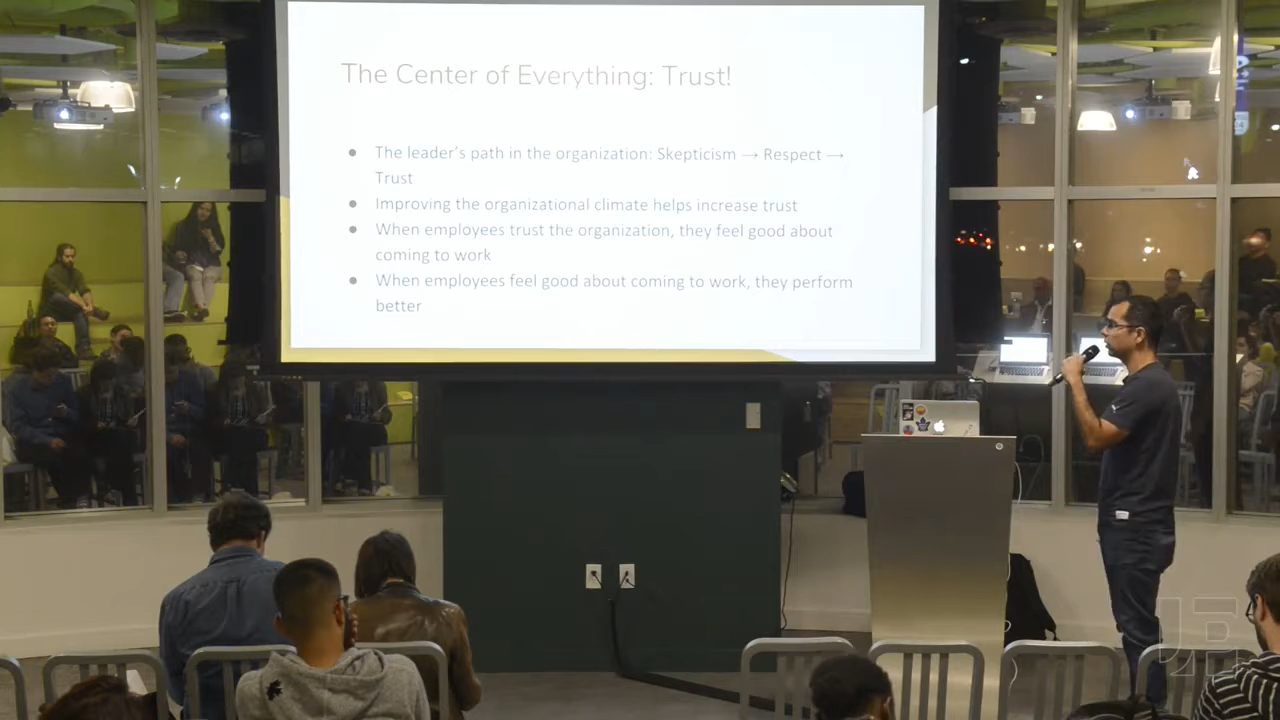 The Center of Everything: Trust!
● The leader's path in the organization: Skepticism → Respect →
Trust
● Improving the organizational climate helps increase trust
● When employees trust the organization, they feel good about
coming to work
● When employees feel good about coming to work, they perform
better